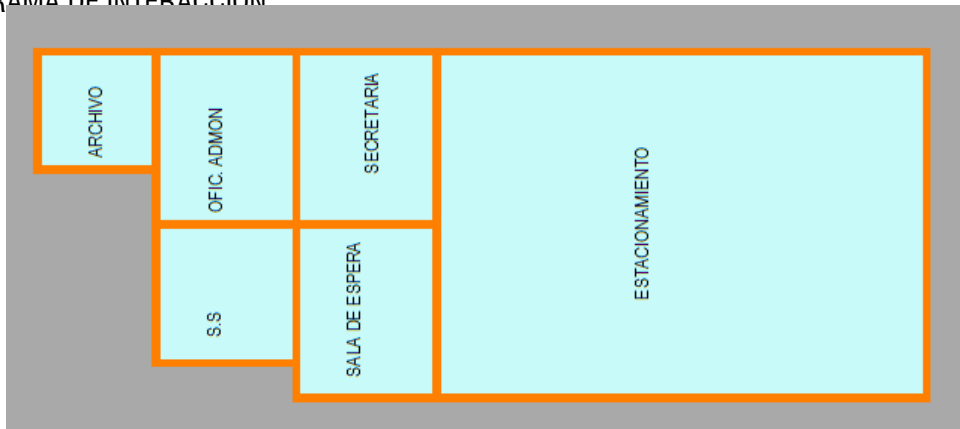 ARCHIVO
OFIC. ADMON
SECRETARIA
S.S
SALA DE ESPERA
ESTACIONAMIENTO